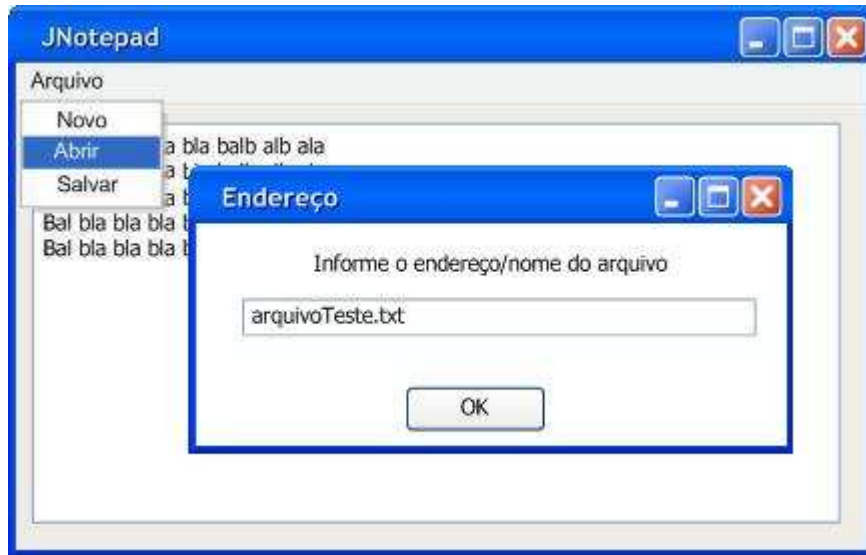 JNotepad
Arquivo
Novo
Abrir
Salvar
a bla balb alb ala
Bal bla bla bla
Bal bla bla bla
Endereço
Informe o endereço/nome do arquivo
arquivoTeste.txt
OK